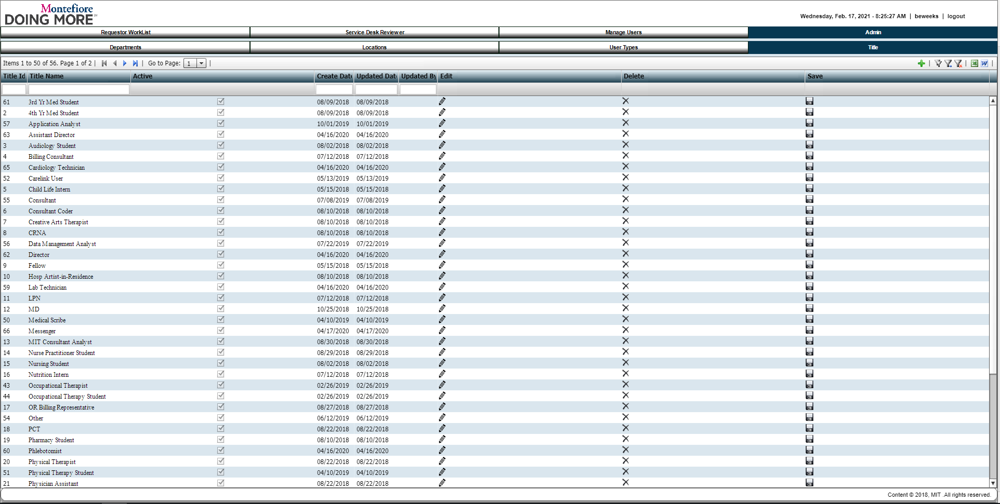 Montefiore
DOING MORE℠
Wednesday, Feb. 17, 2021 - 8:25:27 AM | beweeks | logout
Requestor WorkList Service Desk Reviewer Manage Users Admin
Departments Locations User Types Title
Items 1 to 50 of 56. Page 1 of 2 | Go to Page: 1 |
Title Id Title Name Active Create Date Updated Dat Updated By Edit Delete Save
61 3rd Yr Med Student 08/09/2018 08/09/2018
2 4th Yr Med Student 08/09/2018 08/09/2018
57 Application Analyst 10/01/2019 10/01/2019
63 Assistant Director 04/16/2020 04/16/2020
3 Audiology Student 08/02/2018 08/02/2018
4 Billing Consultant 07/12/2018 07/12/2018
65 Cardiology Technician 04/16/2020 04/16/2020
52 Carelink User 05/13/2019 05/13/2019
5 Child Life Intern 05/15/2018 05/15/2018
55 Consultant 07/08/2019 07/08/2019
6 Consultant Coder 08/10/2018 08/10/2018
7 Creative Arts Therapist 08/10/2018 08/10/2018
8 CRNA 08/10/2018 08/10/2018
56 Data Management Analyst 07/22/2019 07/22/2019
62 Director 04/16/2020 04/16/2020
9 Fellow 05/15/2018 05/15/2018
10 Hosp Artist-in-Residence 08/10/2018 08/10/2018
59 Lab Technician 04/16/2020 04/16/2020
11 LPN 07/12/2018 07/12/2018
12 MD 10/25/2018 10/25/2018
50 Medical Scribe 04/10/2019 04/10/2019
66 Messenger 04/17/2020 04/17/2020
13 MIT Consultant Analyst 08/30/2018 08/30/2018
14 Nurse Practitioner Student 08/29/2018 08/29/2018
15 Nursing Student 08/02/2018 08/02/2018
16 Nutrition Intern 07/12/2018 07/12/2018
43 Occupational Therapist 02/26/2019 02/26/2019
44 Occupational Therapy Student 02/26/2019 02/26/2019
17 OR Billing Representative 08/27/2018 08/27/2018
54 Other 06/12/2019 06/12/2019
18 PCT 08/22/2018 08/22/2018
19 Pharmacy Student 08/10/2018 08/10/2018
60 Phlebotomist 04/16/2020 04/16/2020
20 Physical Therapist 08/22/2018 08/22/2018
51 Physical Therapy Student 04/10/2019 04/10/2019
21 Physician Assistant 08/22/2018 08/22/2018
Content © 2018, MIT .All rights reserved.